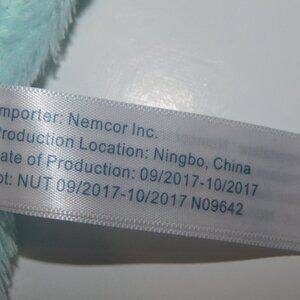 mporter: Nemcor Inc.
roduction Location: Ningbo, China
ate of Production: 09/2017-10/2017
ot: NUT 09/2017-10/2017 N09642